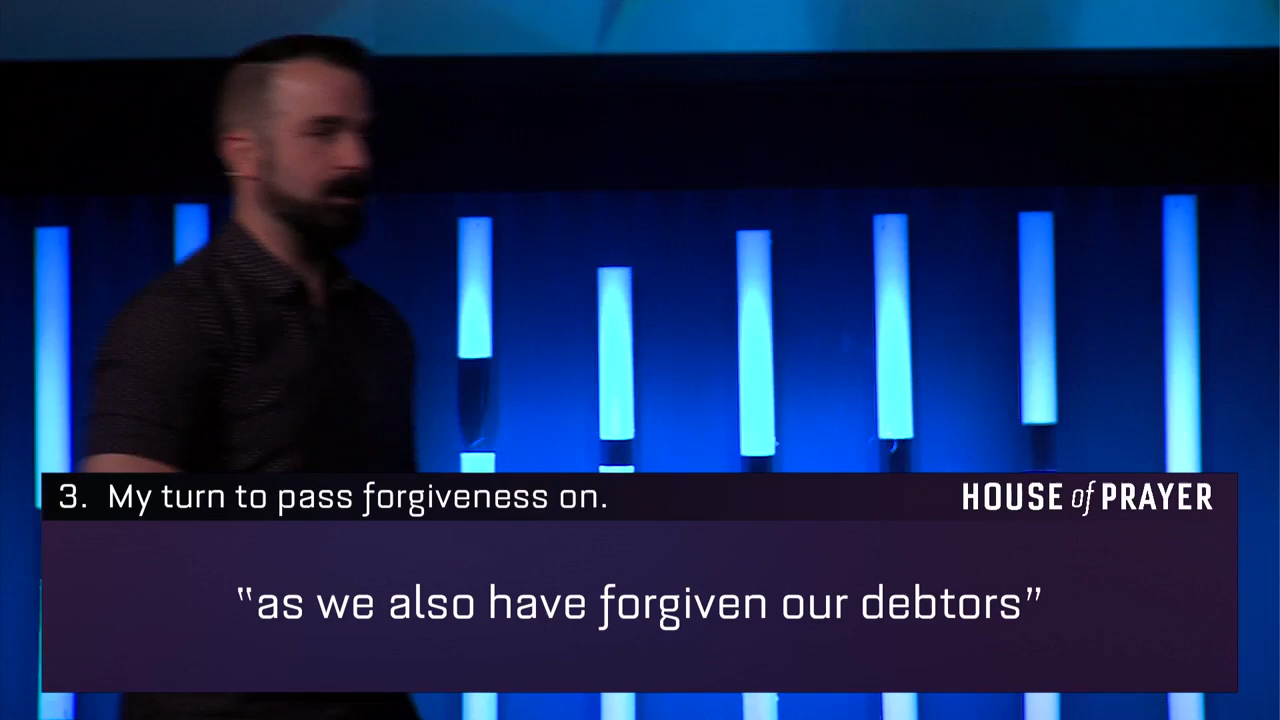 3. My turn to pass forgiveness on.
HOUSE of PRAYER
"as we also have forgiven our debtors”